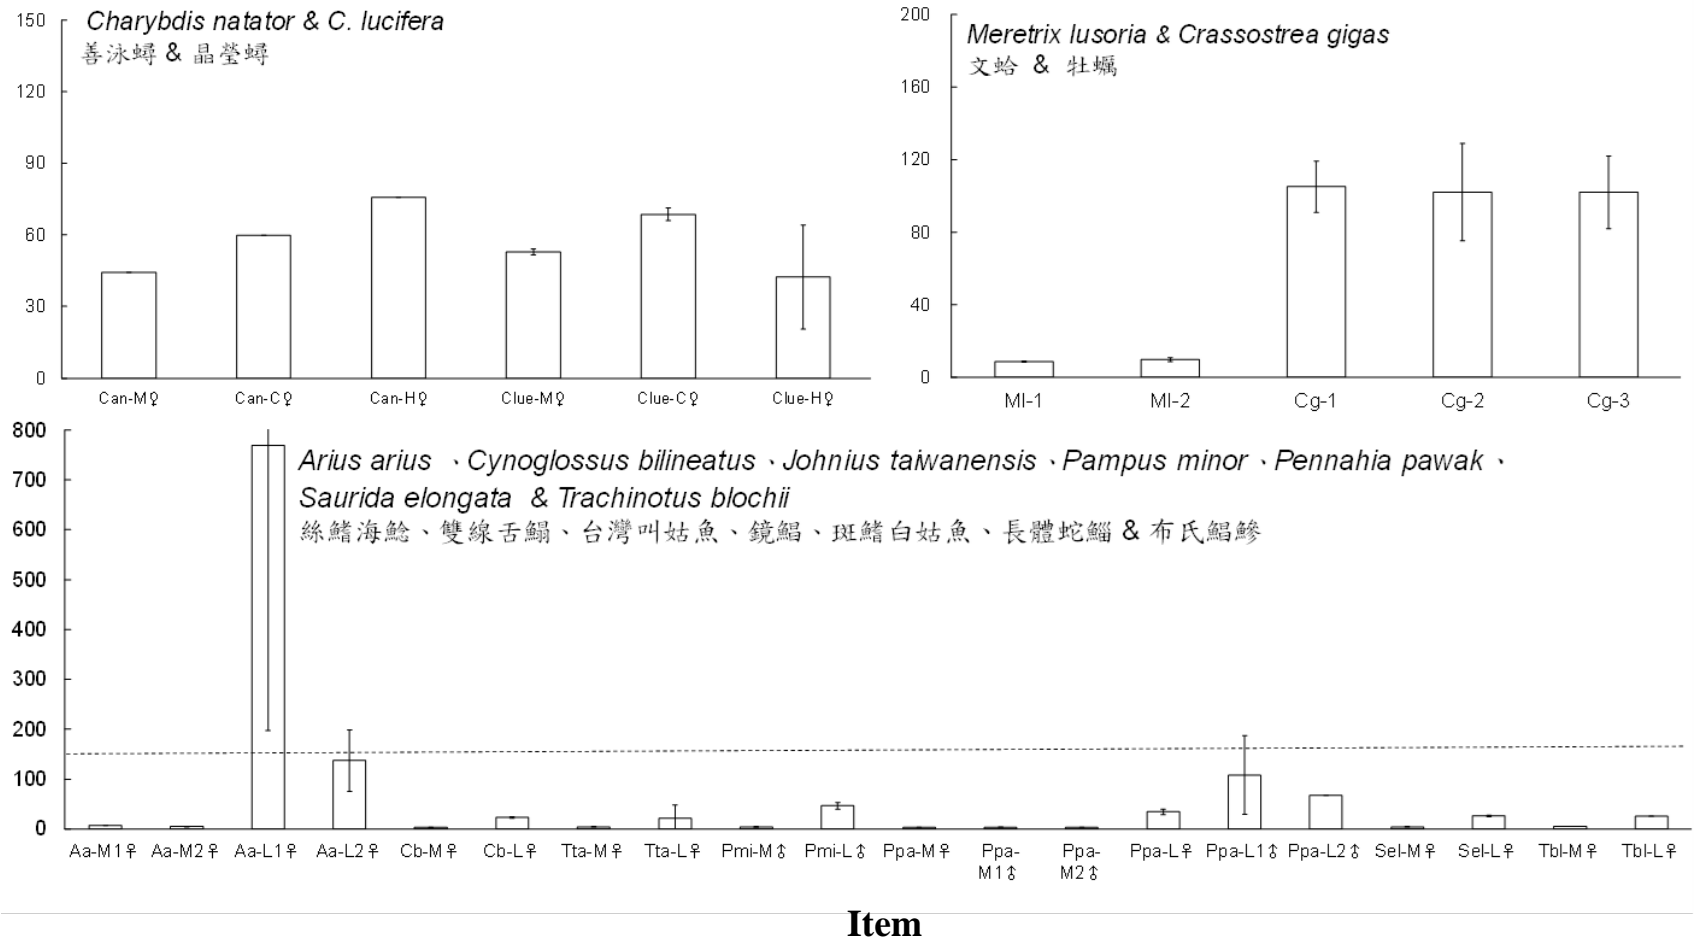 Charybdis natator & C. lucifera
善泳蟳 & 晶瑩蟳
150
120
90
60
30
0
Can-M♀ Can-C♀ Can-H♀ Clue-M♀ Clue-C♀ Clue-H♀
Meretrix lusoria & Crassostrea gigas
文蛤 & 牡蠣
200
160
120
80
40
0
Ml-1 Ml-2 Cg-1 Cg-2 Cg-3
Arius arius 、Cynoglossus bilineatus、Johnius taiwanensis、Pampus minor、Pennahia pawak、
Saurida elongata & Trachinotus blochii
絲鰭海鯰、雙線舌鰨、台灣叫姑魚、鏡鯧、斑鰭白姑魚、長體蛇鯔 & 布氏鯧鰺
800
700
600
500
400
300
200
100
0
Aa-M1♀ Aa-M2♀ Aa-L1♀ Aa-L2♀ Cb-M♀ Cb-L♀ Tta-M♀ Tta-L♀ Pmi-M♂ Pmi-L♂ Ppa-M♀ Ppa-M1♂ Ppa-M2♂ Ppa-L♀ Ppa-L1♂ Ppa-L2♂ Sel-M♀ Sel-L♀ Tbl-M♀ Tbl-L♀
Item